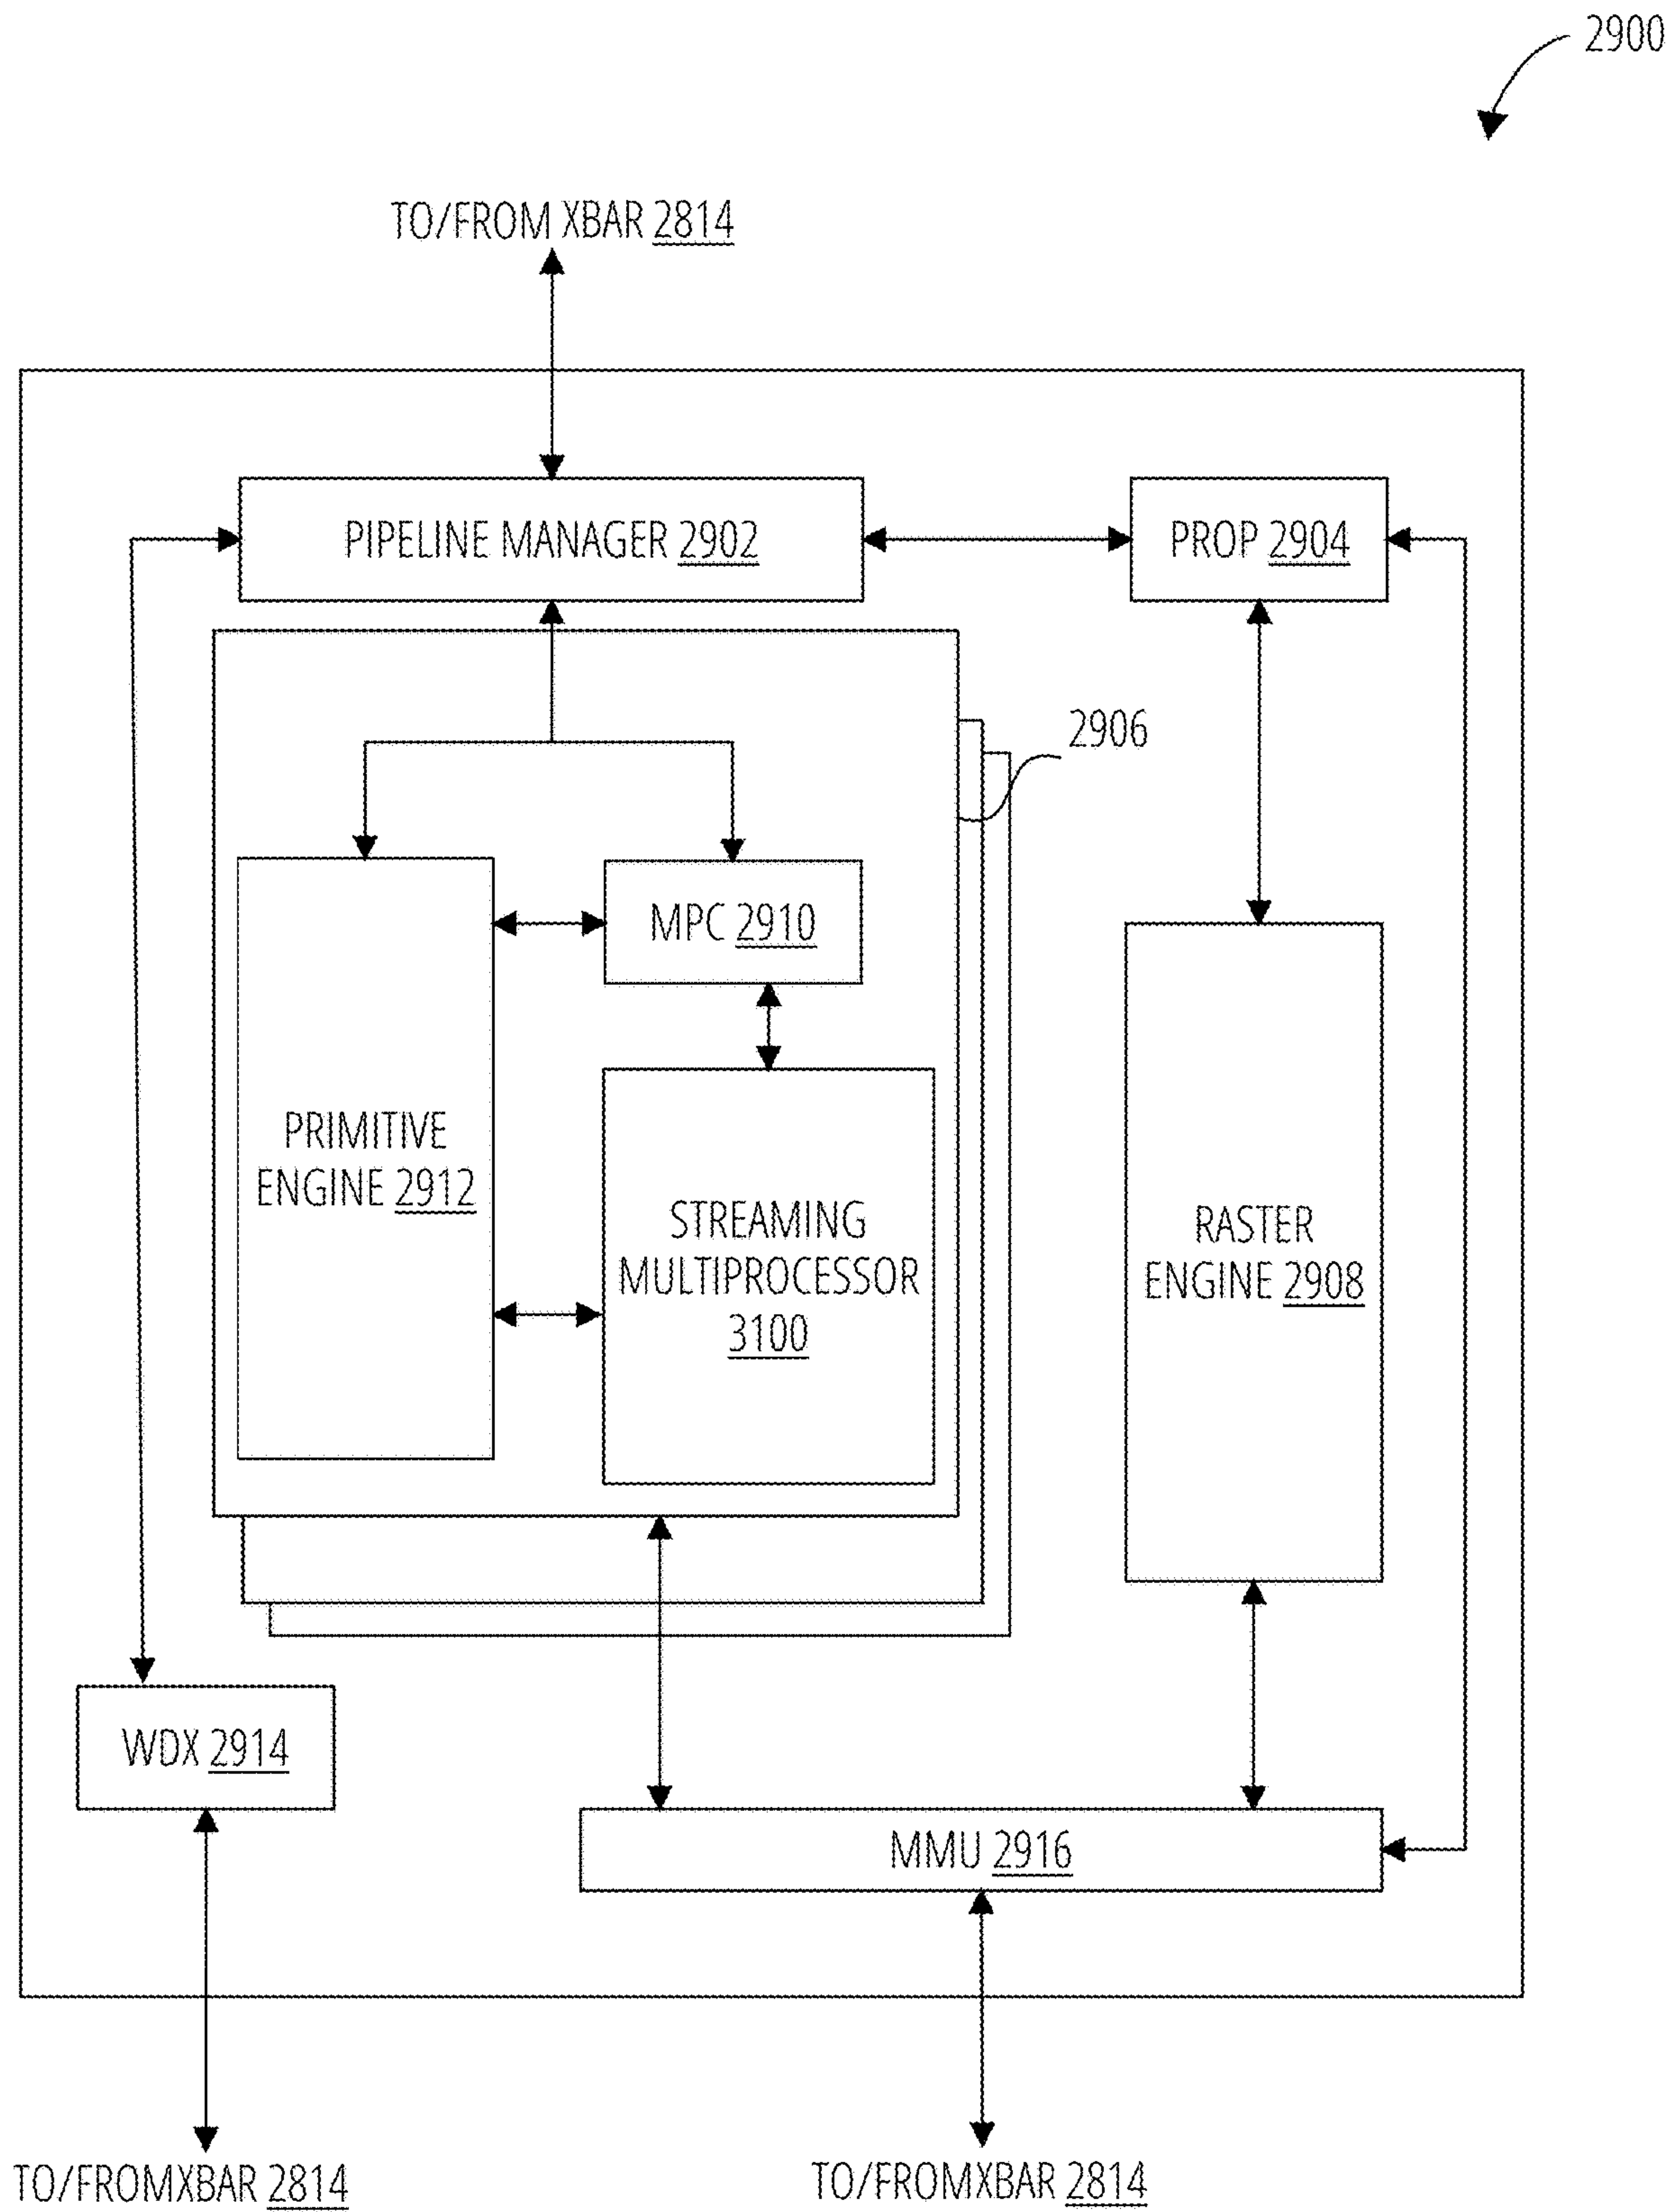 2900
TO/FROM XBAR 2814
PIPELINE MANAGER 2902
PROP 2904
2906
MPC 2910
PRIMITIVE
ENGINE 2912
STREAMING
MULTIPROCESSOR
3100
RASTER
ENGINE 2908
WDX 2914
MMU 2916
TO/FROMXBAR 2814
TO/FROMXBAR 2814